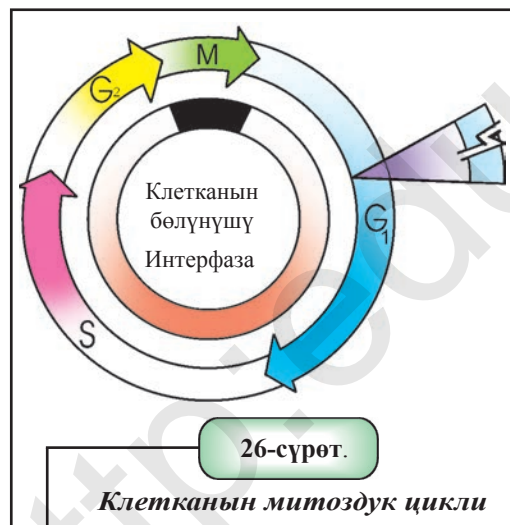 M
G₂
G₁
S
Клетканын
бөлүнүшү
Интерфаза
26-сүрөт.
Клетканын митоздук цикли